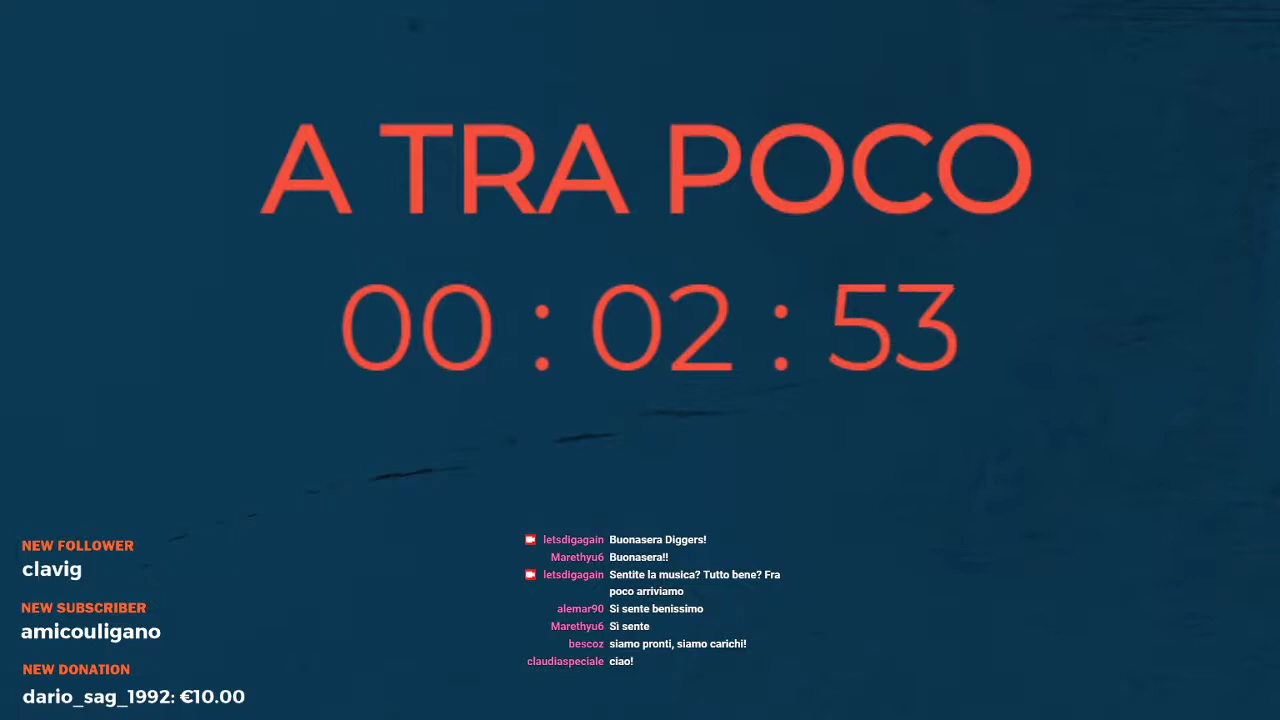 A TRA POCO
00 : 02 : 53
NEW FOLLOWER
clavig
NEW SUBSCRIBER
amicouligano
NEW DONATION
dario_sag_1992: €10.00
letsdigagain Buonasera Diggers!
Marethyu6 Buonasera!!
letsdigagain Sentite la musica? Tutto bene? Fra
poco arriviamo
alemar90 Si sente benissimo
Marethyu6 Sì sente
bescoz siamo pronti, siamo carichi!
claudiaspeciale ciao!